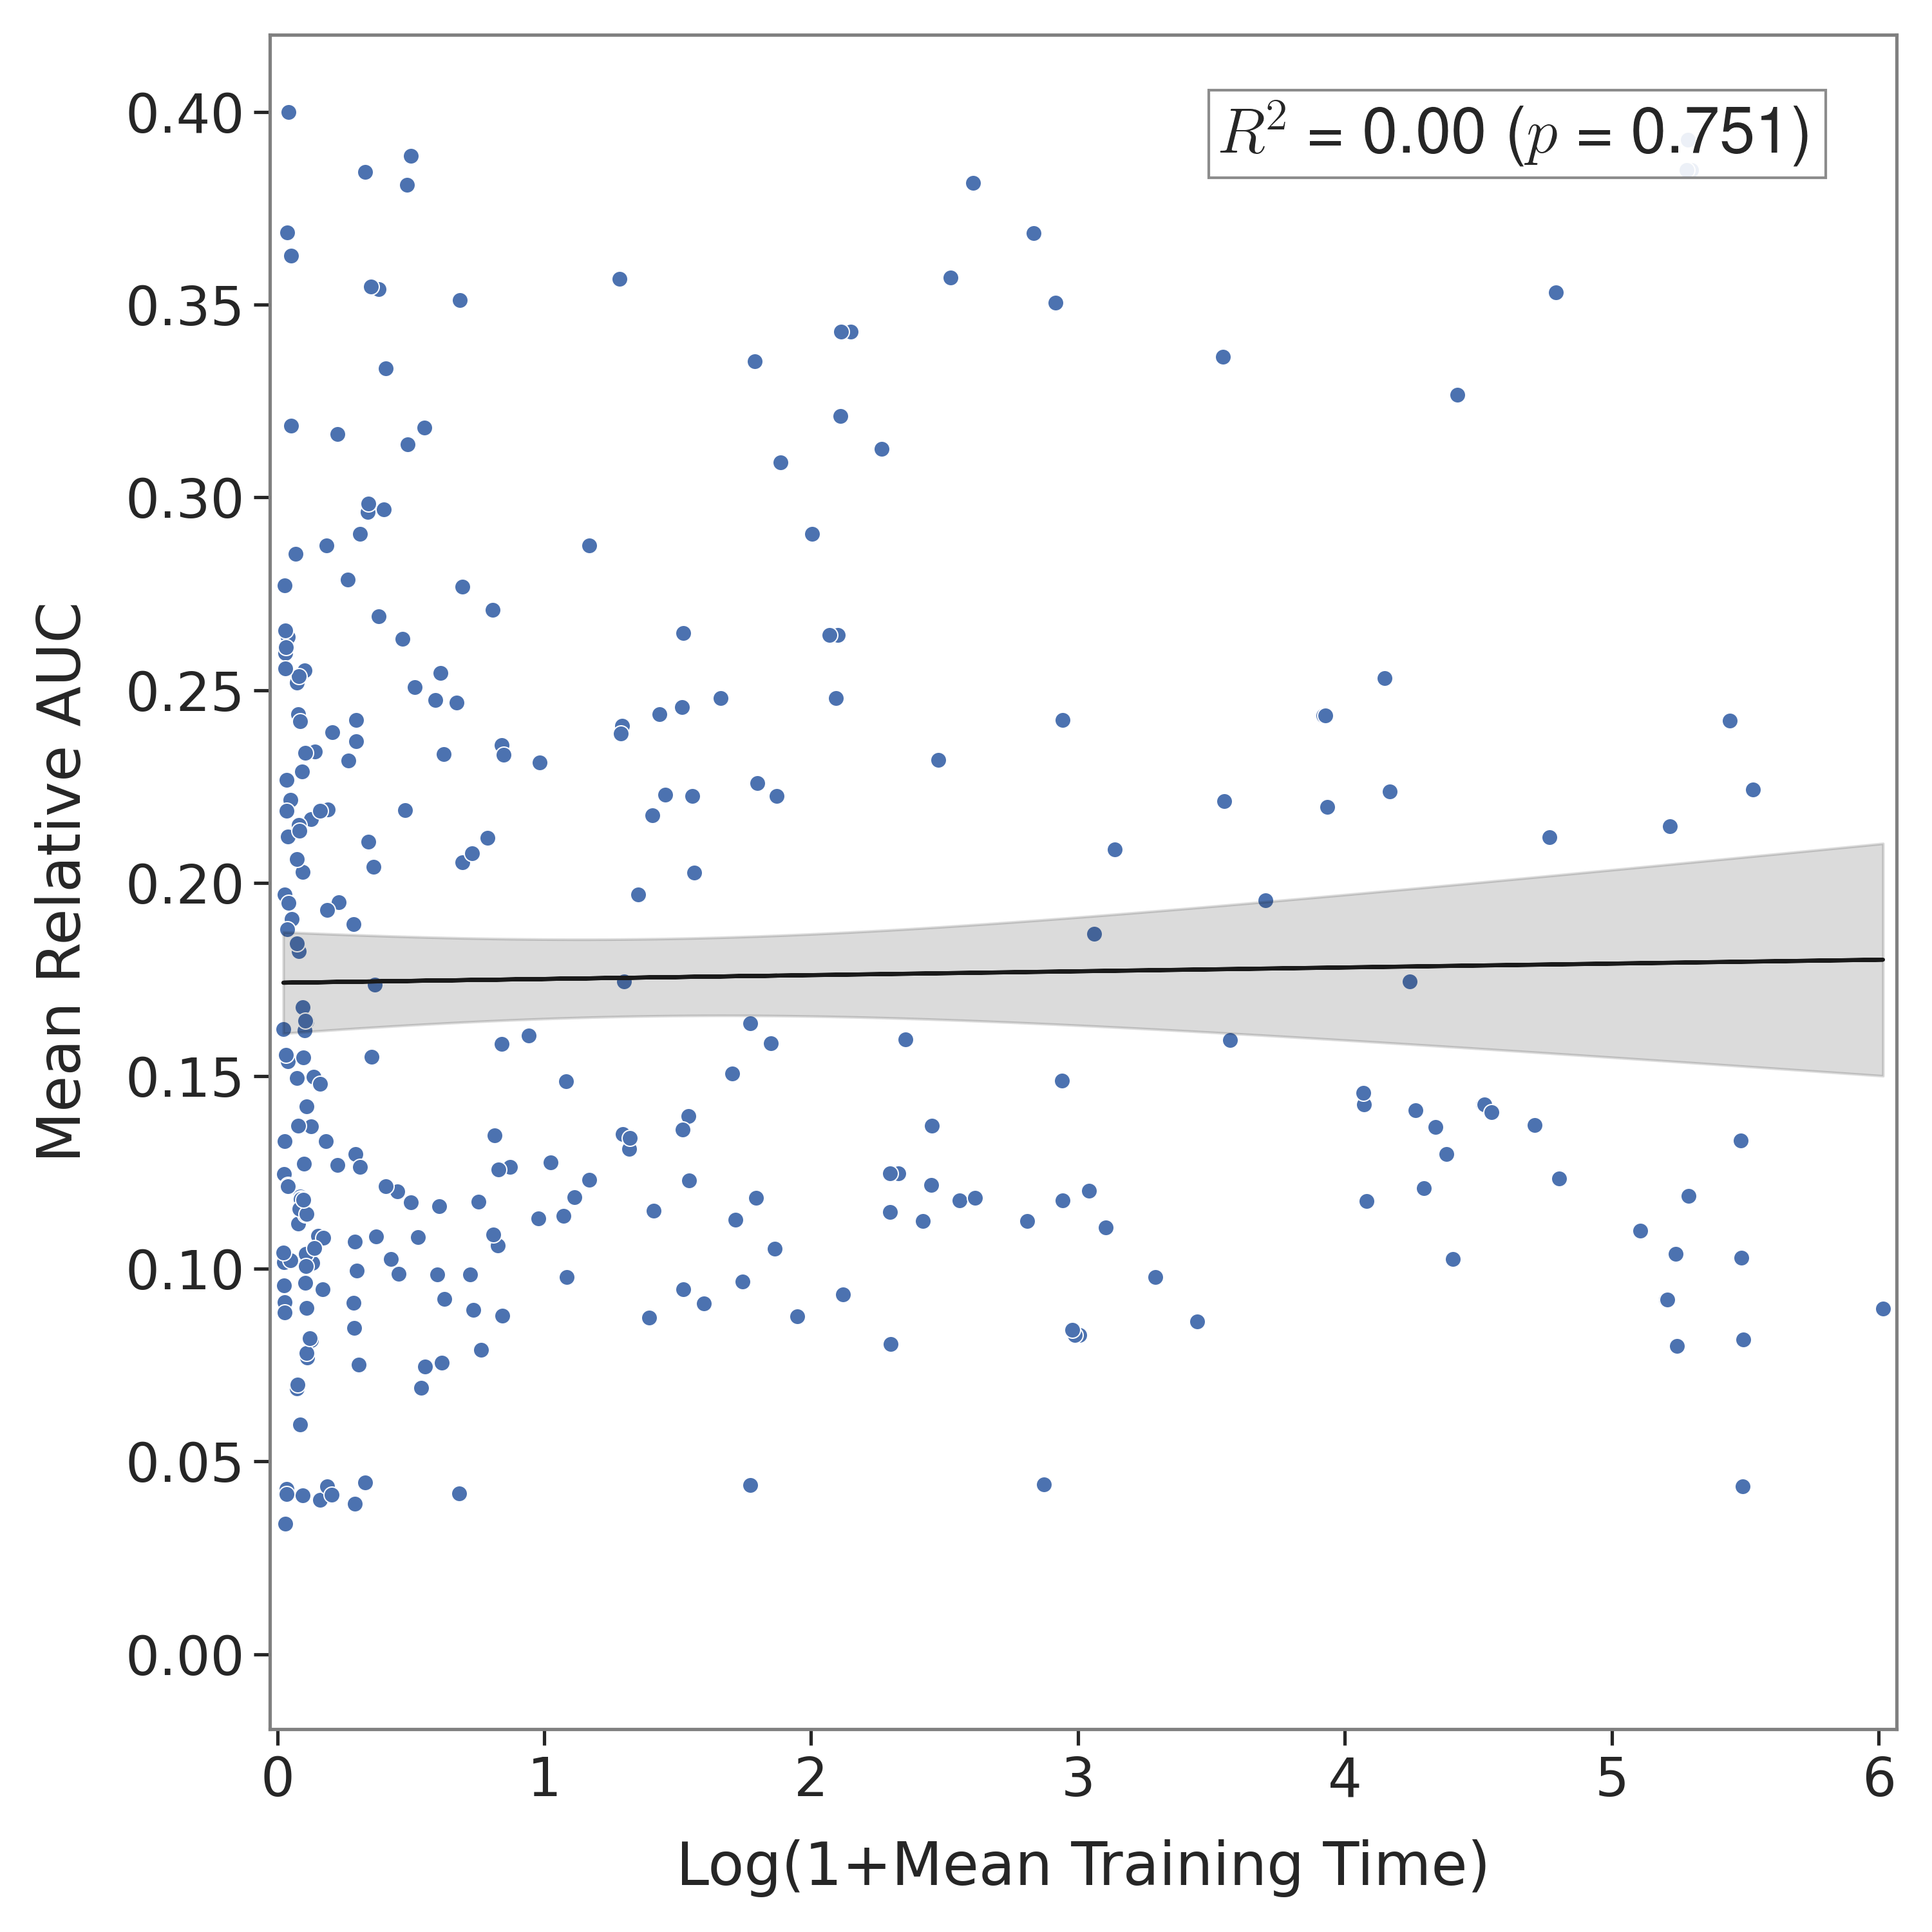 R² = 0.00 (p = 0.751)
0.40
0.35
0.30
0.25
0.20
0.15
0.10
0.05
0.00
Mean Relative AUC
0 1 2 3 4 5 6
Log(1+Mean Training Time)